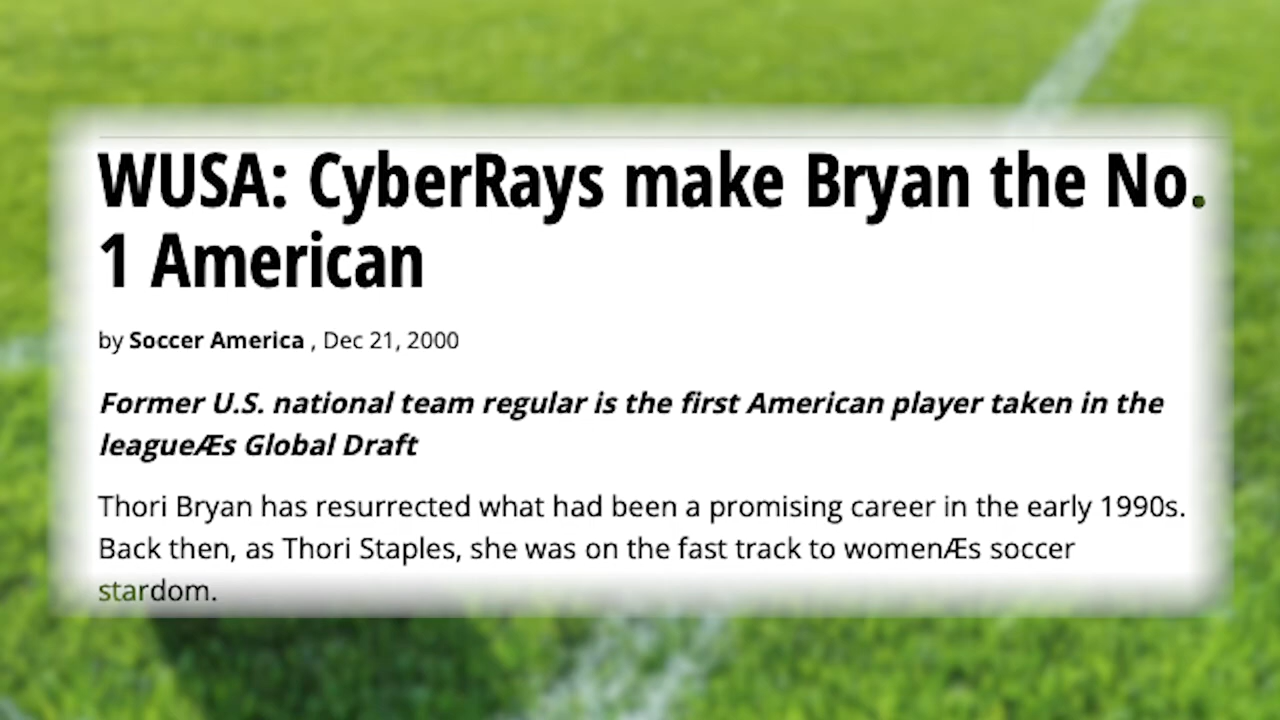 WUSA: CyberRays make Bryan the No.
1 American
by Soccer America , Dec 21, 2000
Former U.S. national team regular is the first American player taken in the
leagueÆs Global Draft
Thori Bryan has resurrected what had been a promising career in the early 1990s.
Back then, as Thori Staples, she was on the fast track to womenÆs soccer
stardom.